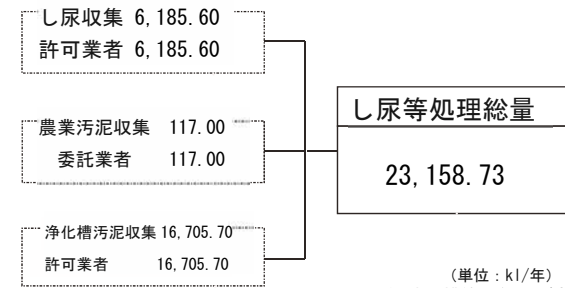 し尿収集 6,185.60
許可業者 6,185.60
農業汚泥収集 117.00
委託業者 117.00
浄化槽汚泥収集 16,705.70
許可業者 16,705.70
し尿等処理総量
23,158.73
(単位:kl/年)